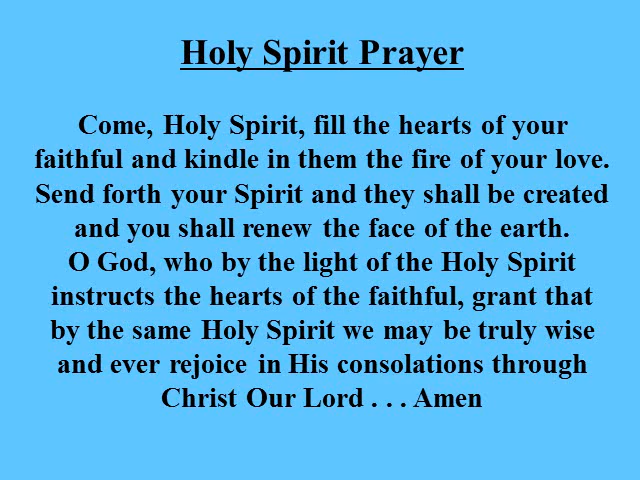 Holy Spirit Prayer
Come, Holy Spirit, fill the hearts of your
faithful and kindle in them the fire of your love.
Send forth your Spirit and they shall be created
and you shall renew the face of the earth.
O God, who by the light of the Holy Spirit
instructs the hearts of the faithful, grant that
by the same Holy Spirit we may be truly wise
and ever rejoice in His consolations through
Christ Our Lord . . . Amen